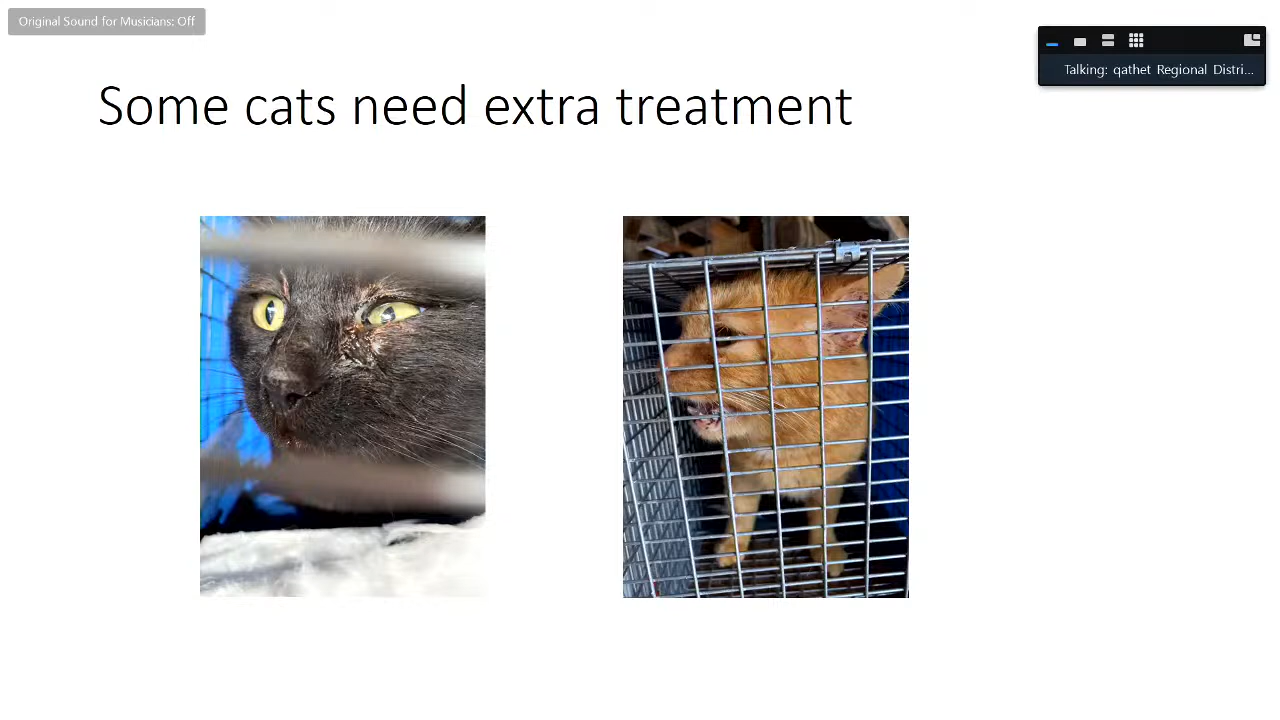 Original Sound for Musicians: Off
Talking: qathet Regional Distri...
Some cats need extra treatment